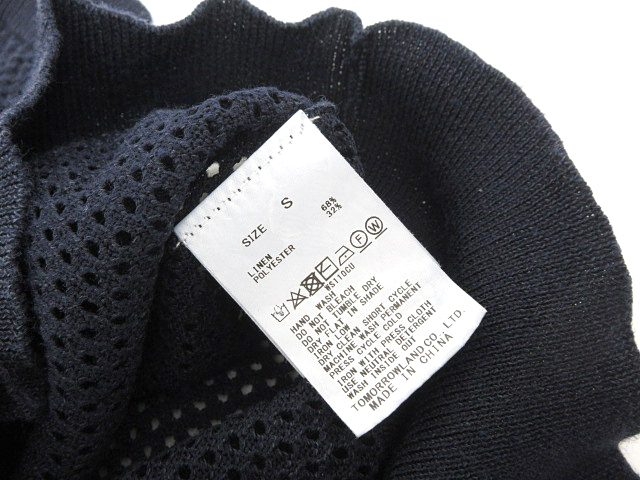 SIZE S
LINEN 68%
POLYESTER 32%
F W
WS110CU
HAND WASH
DO NOT BLEACH
DO NOT TUMBLE DRY
DRY FLAT IN SHADE
IRON LOW
DRY CLEAN SHORT CYCLE
MACHINE WASH PERMANENT
PRESS CYCLE COLD
IRON WITH PRESS CLOTH
USE NEUTRAL DETERGENT
WASH INSIDE OUT
TOMORROWLAND CO., LTD.
MADE IN CHINA